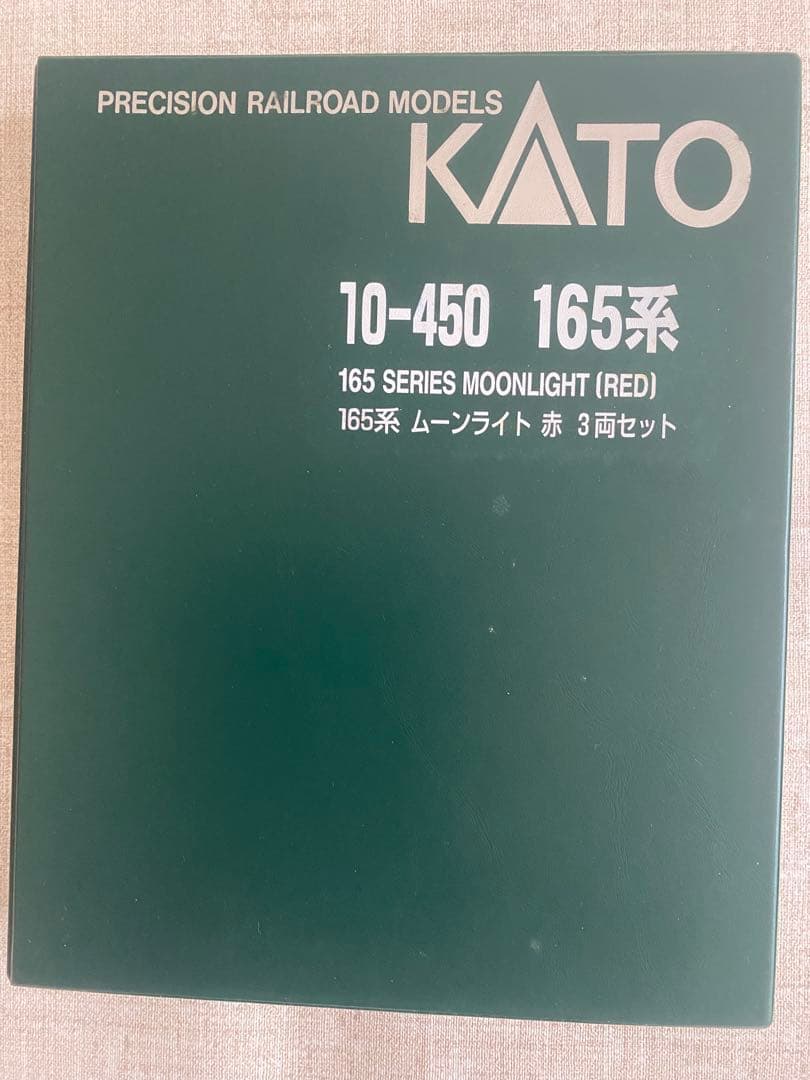 PRECISION RAILROAD MODELS
KATO
10-450 165系
165 SERIES MOONLIGHT (RED)
165系 ムーンライト 赤 3両セット